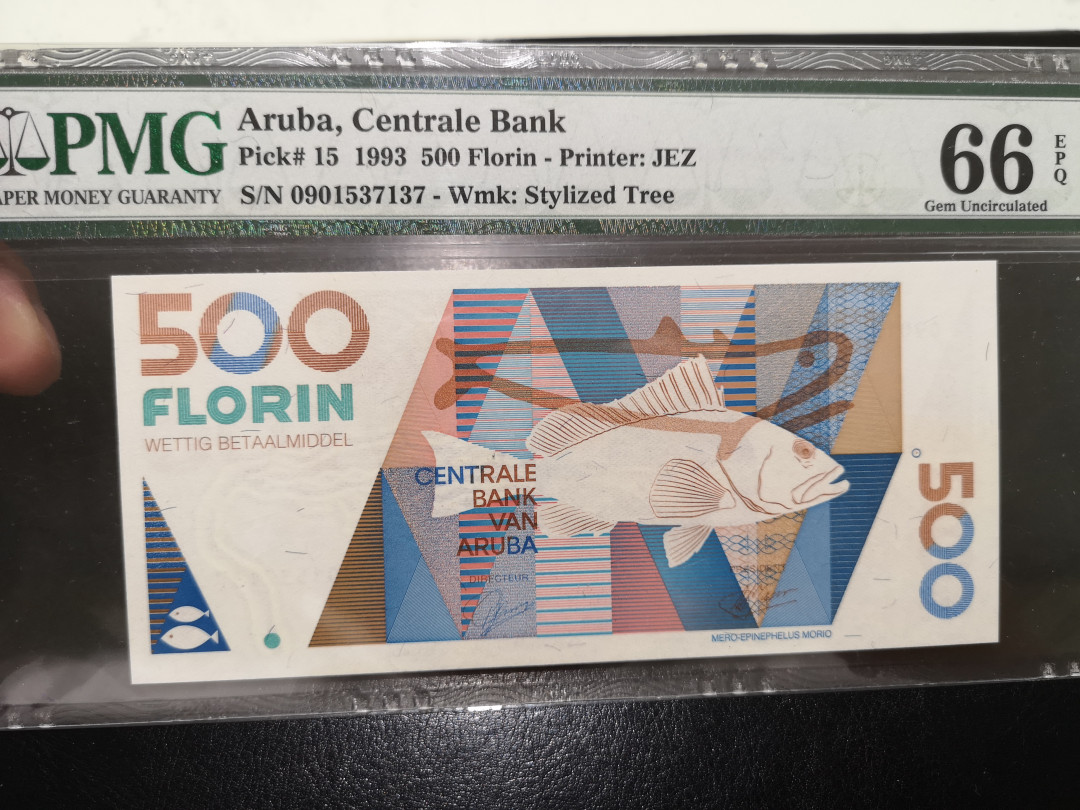 PMG
APER MONEY GUARANTY
Aruba, Centrale Bank
Pick# 15 1993 500 Florin - Printer: JEZ
S/N 0901537137 - Wmk: Stylized Tree
66
EPQ
Gem Uncirculated
500
FLORIN
WETTIG BETAALMIDDEL
CENTRALE
BANK
VAN
ARUBA
DIRECTEUR
MERO-EPINEPHELUS MORIO
500